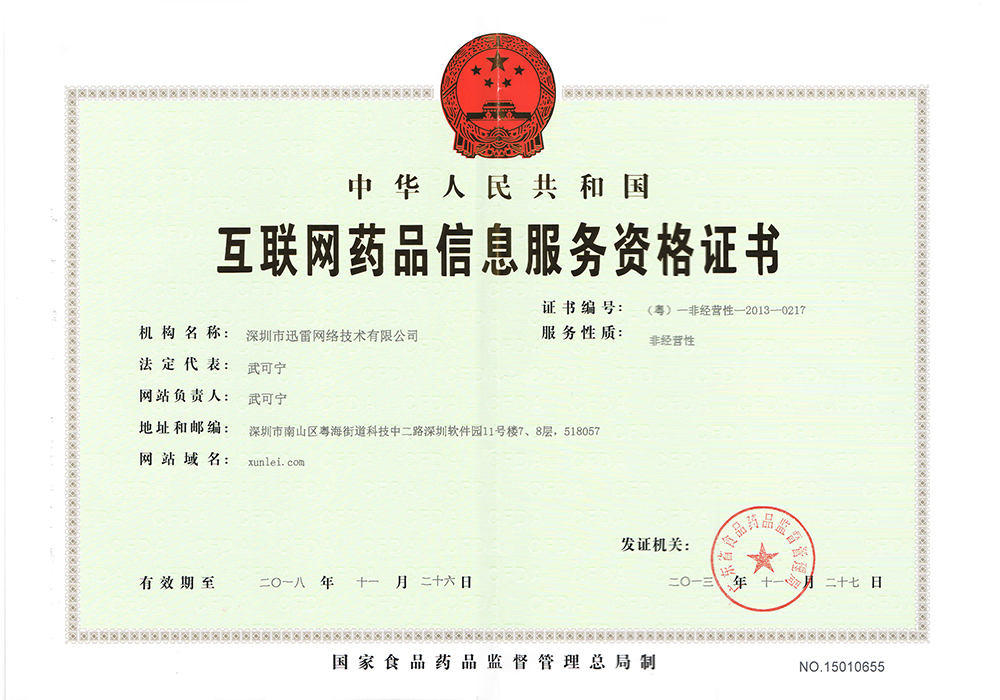 中华人民共和国
互联网药品信息服务资格证书
证书编号： （粤）—非经营性—2013—0217
服务性质： 非经营性
机构名称： 深圳市迅雷网络技术有限公司
法定代表： 武可宁
网站负责人： 武可宁
地址和邮编： 深圳市南山区粤海街道科技中二路深圳软件园11号楼7、8层，518057
网站域名： xunlei.com
发证机关：
广东省食品药品监督管理局
有效期至 二〇一八 年 十一 月 二十六 日
二〇一三 年 十一 月 二十七 日
国家食品药品监督管理总局制
NO.15010655